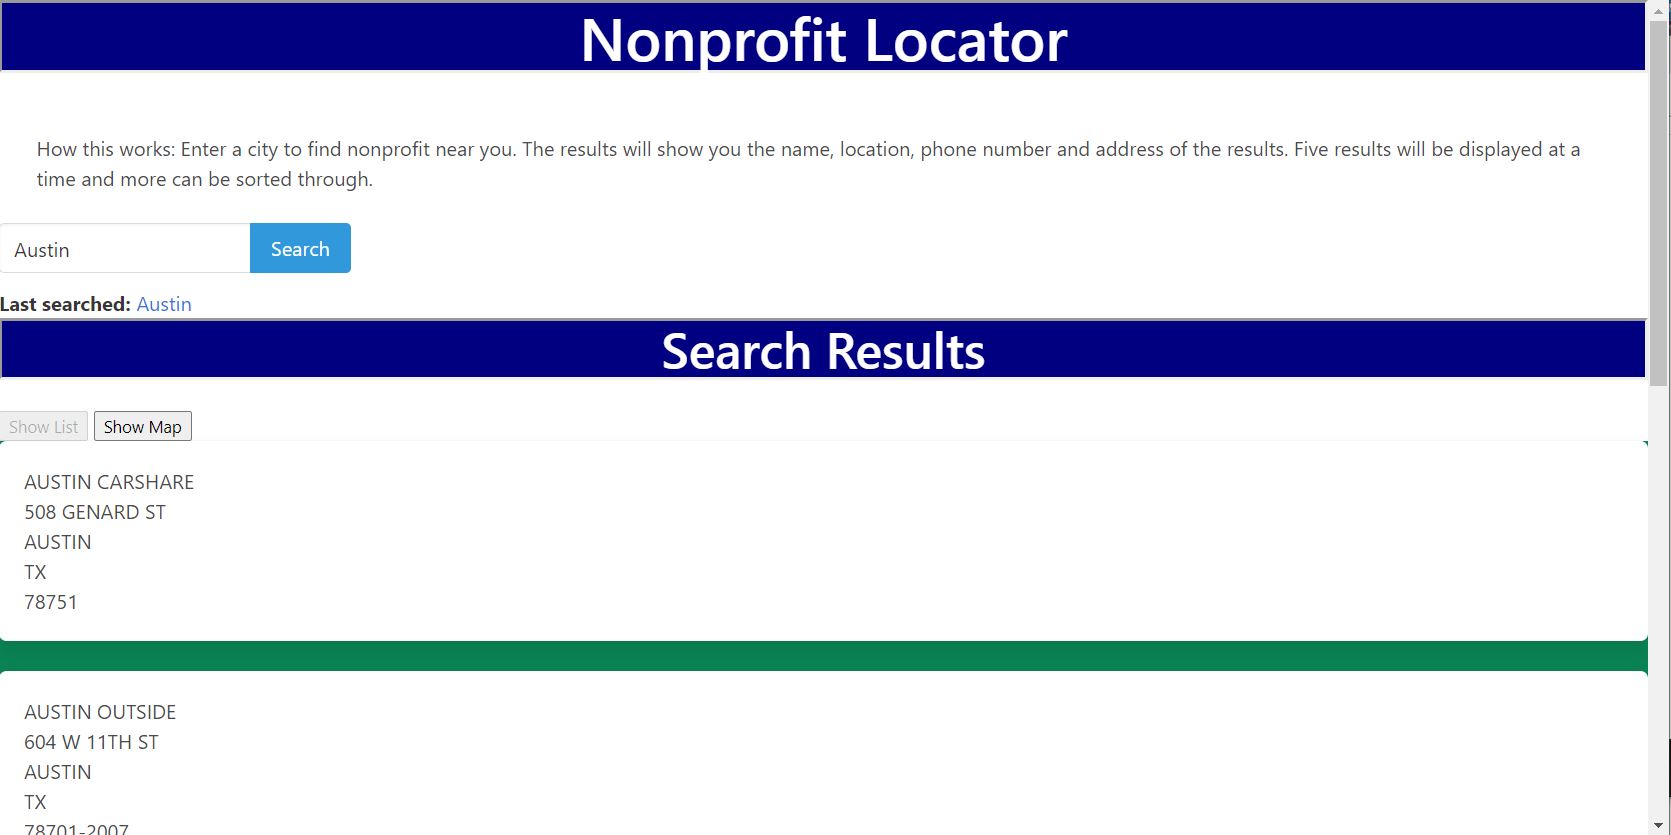 Nonprofit Locator
How this works: Enter a city to find nonprofit near you. The results will show you the name, location, phone number and address of the results. Five results will be displayed at a
time and more can be sorted through.
Austin
Search
Last searched: Austin
Search Results
Show List
Show Map
AUSTIN CARSHARE
508 GENARD ST
AUSTIN
TX
78751
AUSTIN OUTSIDE
604 W 11TH ST
AUSTIN
TX
78701-2007